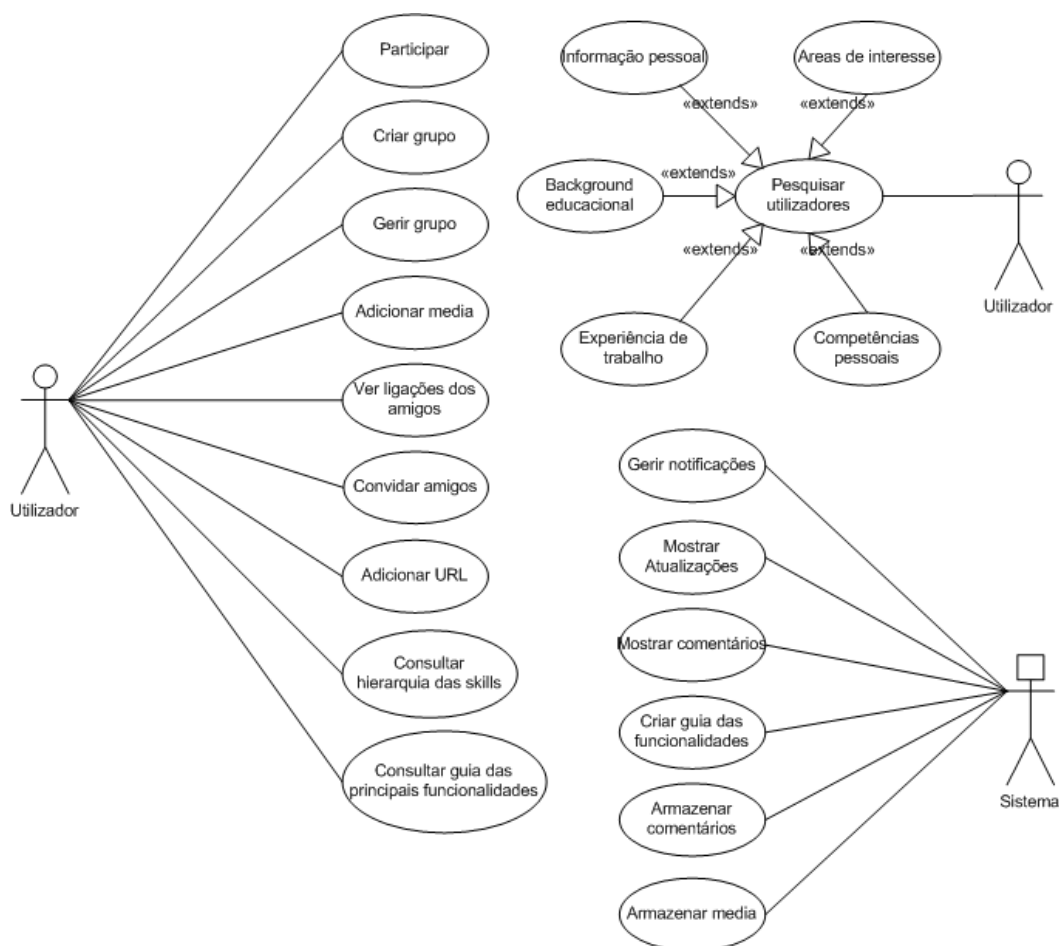 Participar
Criar grupo
Gerir grupo
Adicionar media
Ver ligações dos
amigos
Convidar amigos
Adicionar URL
Consultar
hierarquia das skills
Consultar guia das
principais funcionalidades
Utilizador
Informação pessoal
Areas de interesse
«extends»
«extends»
Background
educacional
«extends»
Pesquisar
utilizadores
«extends»
«extends»
Experiência de
trabalho
Competências
pessoais
Utilizador
Gerir notificações
Mostrar
Atualizações
Mostrar comentários
Criar guia das
funcionalidades
Armazenar
comentários
Armazenar media
Sistema